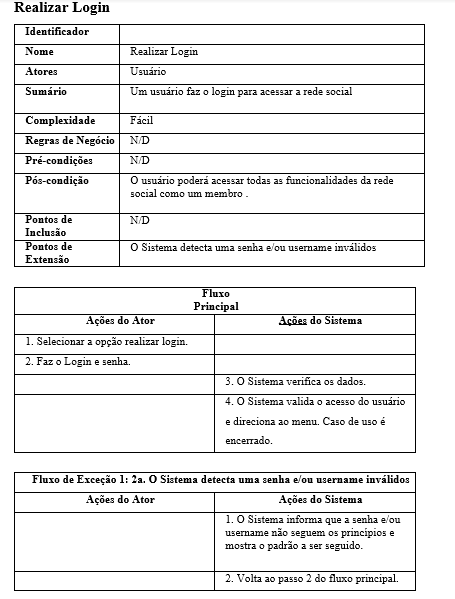 Realizar Login
Identificador
Nome Realizar Login
Atores Usuário
Sumário Um usuário faz o login para acessar a rede social
Complexidade Fácil
Regras de Negócio N/D
Pré-condições N/D
Pós-condição O usuário poderá acessar todas as funcionalidades da rede
social como um membro .
Pontos de N/D
Inclusão
Pontos de O Sistema detecta uma senha e/ou username inválidos
Extensão
Fluxo
Principal
Ações do Ator Ações do Sistema
1. Selecionar a opção realizar login.
2. Faz o Login e senha.
3. O Sistema verifica os dados.
4. O Sistema valida o acesso do usuário
e direciona ao menu. Caso de uso é
encerrado.
Fluxo de Exceção 1: 2a. O Sistema detecta uma senha e/ou username inválidos
Ações do Ator Ações do Sistema
1. O Sistema informa que a senha e/ou
username não seguem os princípios e
mostra o padrão a ser seguido.
2. Volta ao passo 2 do fluxo principal.